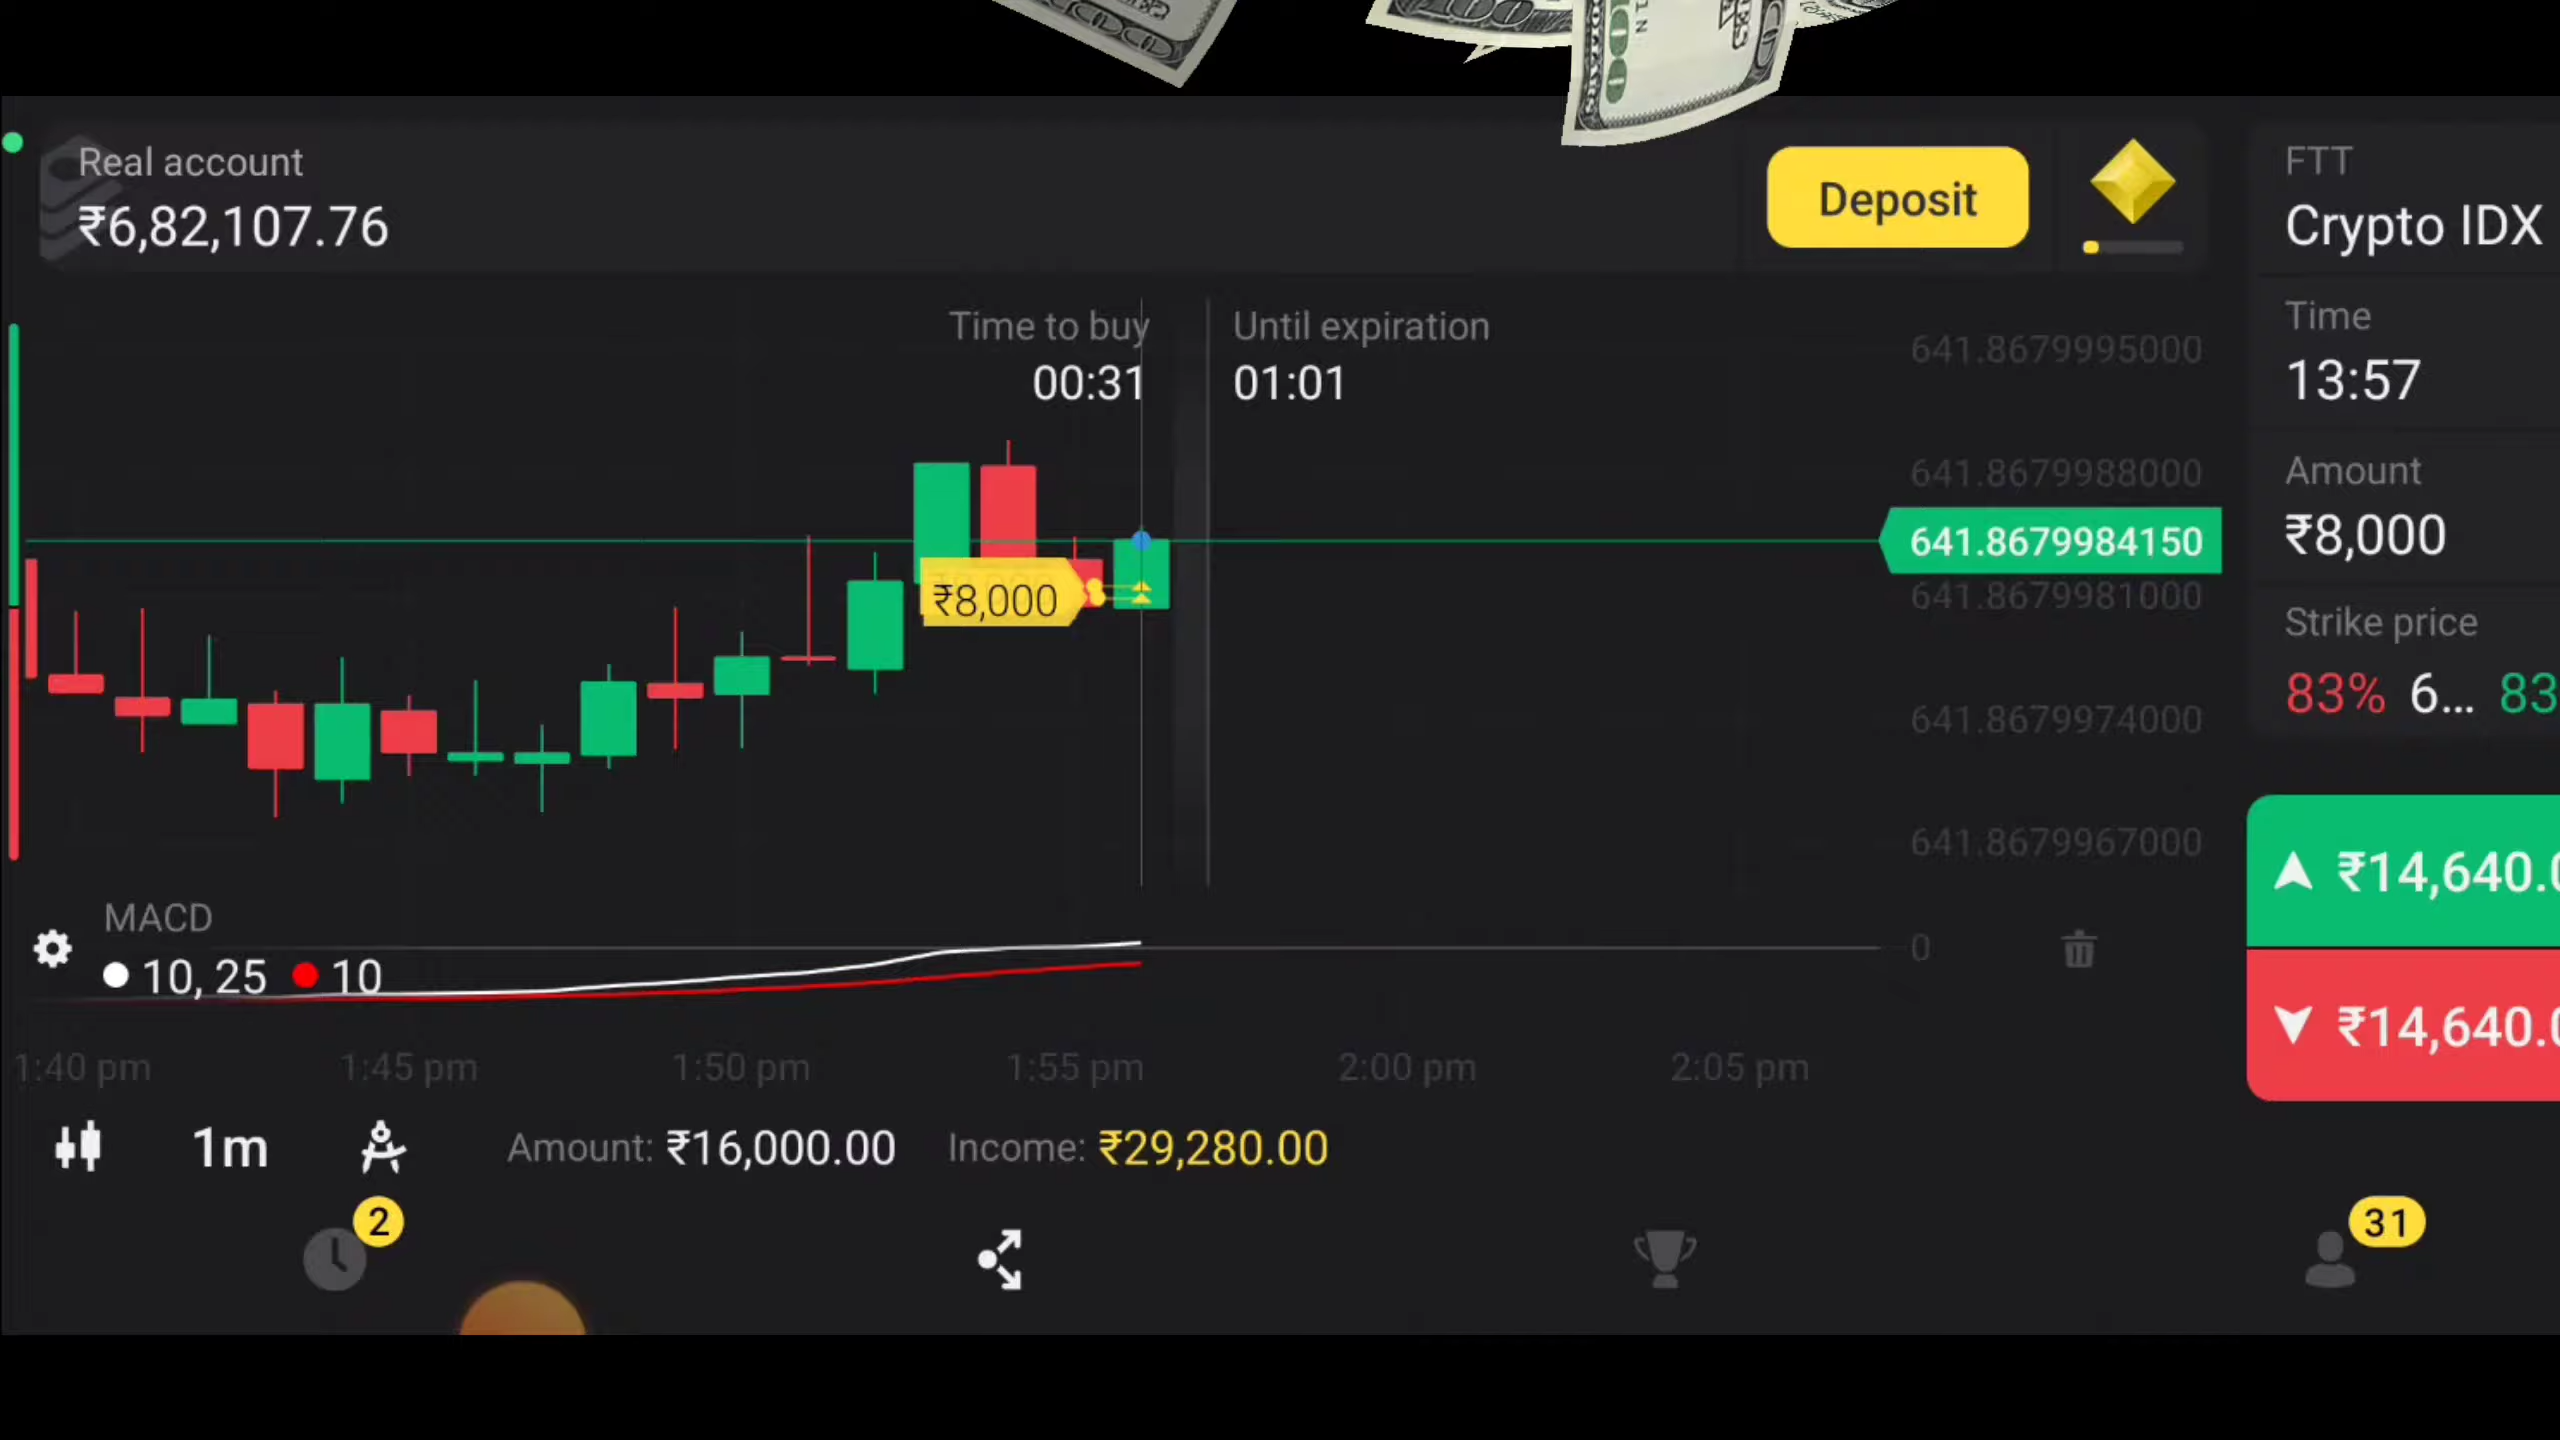 Real account
₹6,82,107.76
Deposit
FTT
Crypto IDX
Time to buy
00:31
Until expiration
01:01
Time
13:57
Amount
₹8,000
Strike price
83% 6... 83
641.8679995000
641.8679988000
641.8679984150
641.8679981000
641.8679974000
641.8679967000
₹8,000
₹14,640.0
₹14,640.0
MACD
10, 25 10
0
1:40 pm 1:45 pm 1:50 pm 1:55 pm 2:00 pm 2:05 pm
1m
Amount: ₹16,000.00 Income: ₹29,280.00
2
31
100